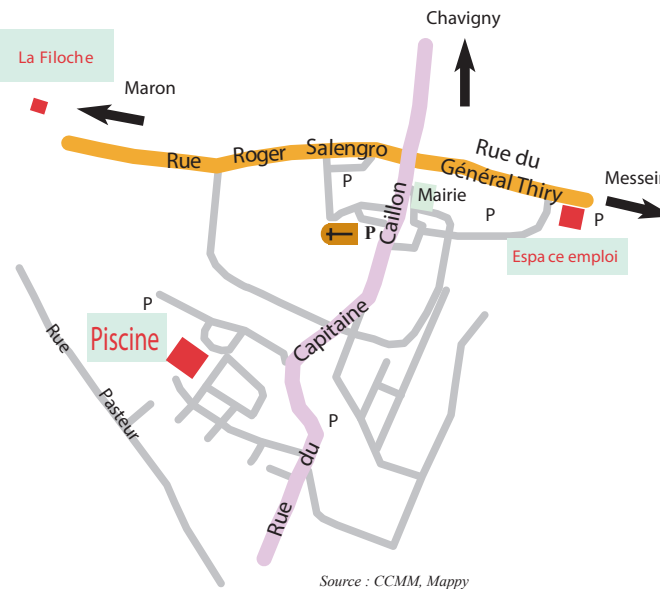 Chavigny
La Filoche
Maron
Rue Roger Salengro
Rue du
Général Thiry
Messein
P
Mairie
P
P
P
Espa ce emploi
P
Piscine
Rue Pasteur
P
Rue du Capitaine Caillon
Source : CCMM, Mappy